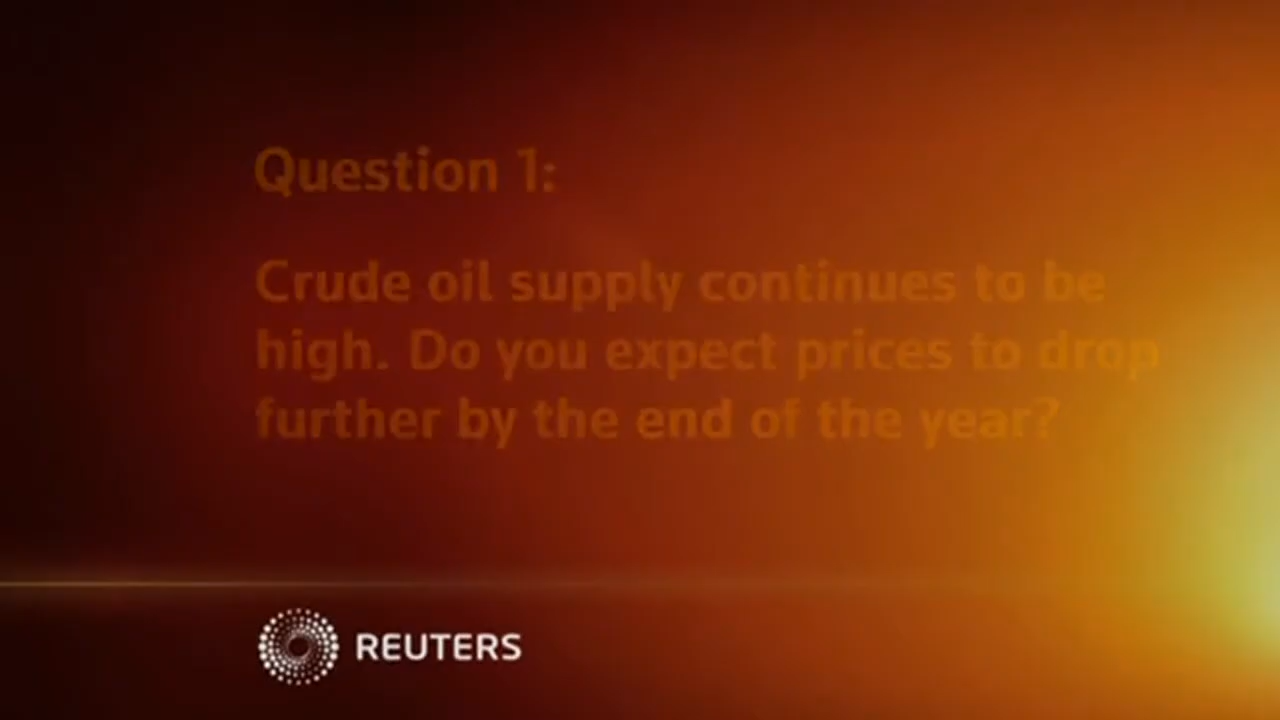 Question 1:
Crude oil supply continues to be
high. Do you expect prices to drop
further by the end of the year?
REUTERS